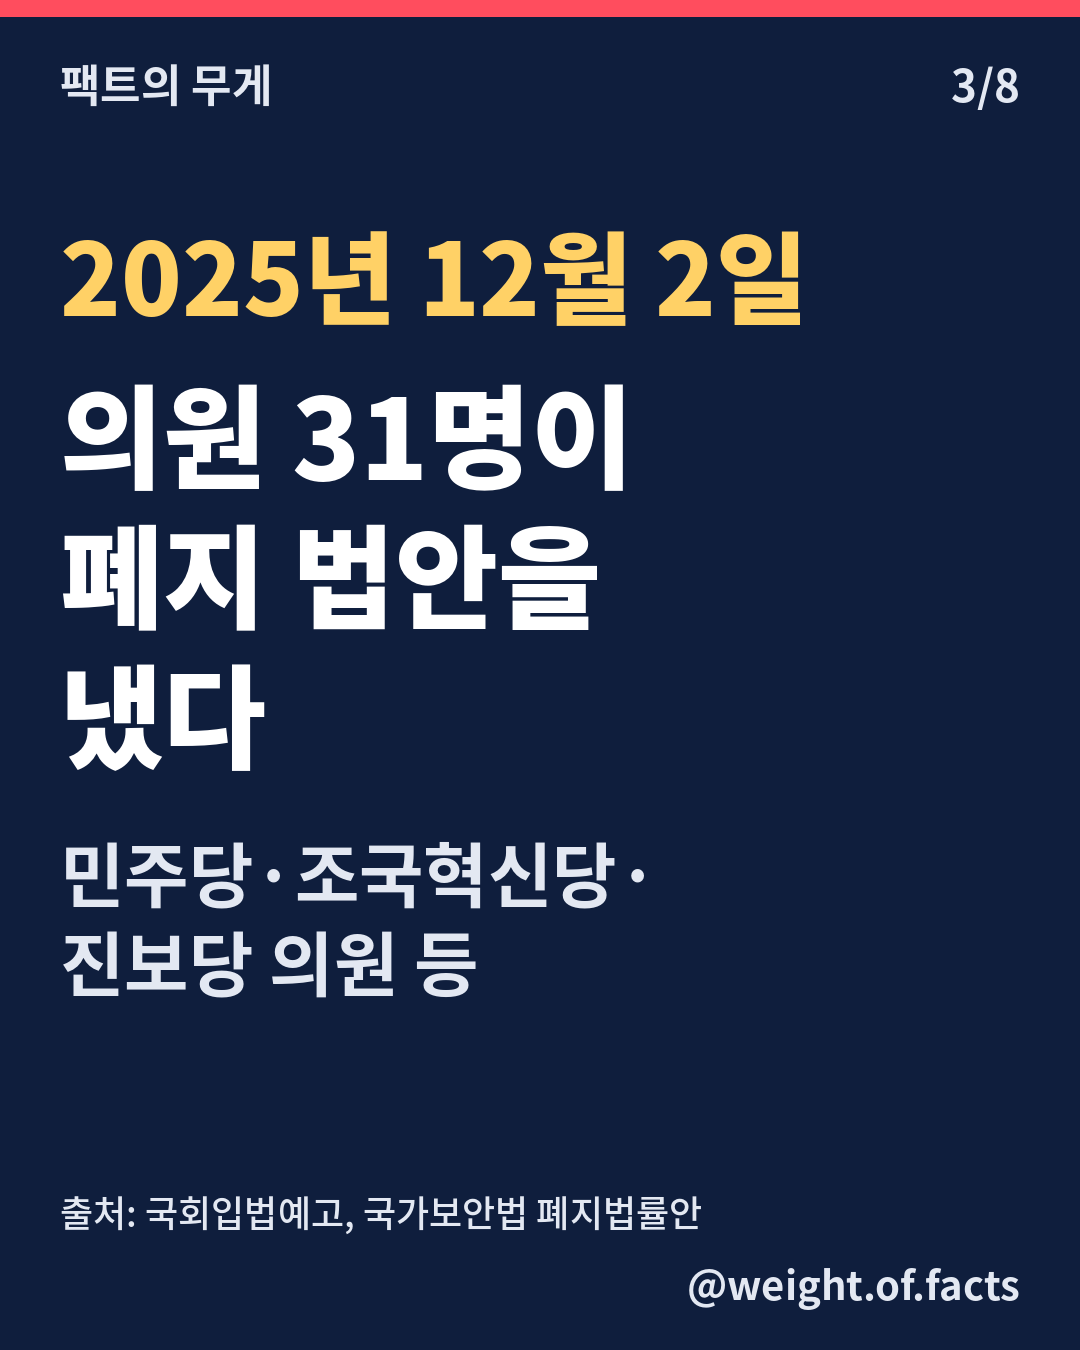 팩트의 무게
3/8
2025년 12월 2일
의원 31명이
폐지 법안을
냈다
민주당·조국혁신당·
진보당 의원 등
출처: 국회입법예고, 국가보안법 폐지법률안
@weight.of.facts